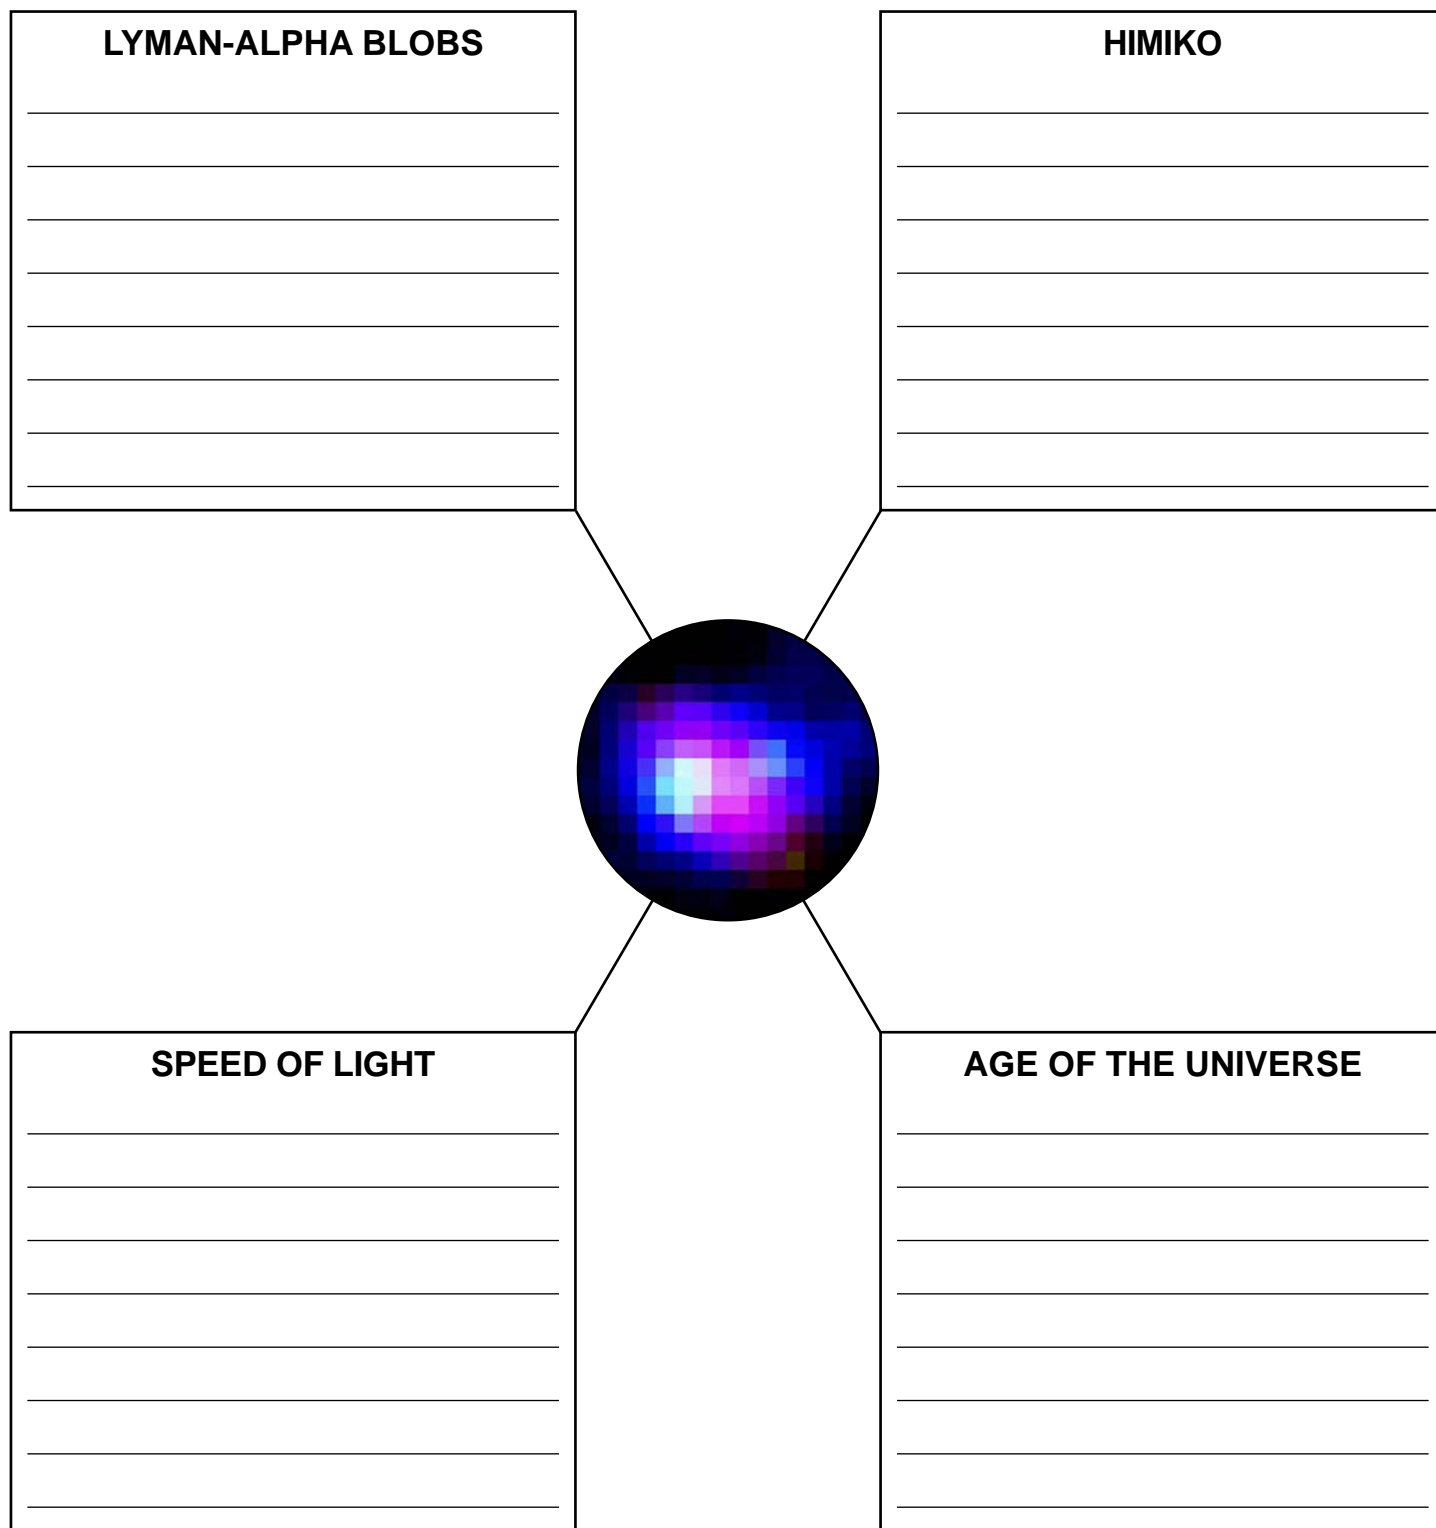 LYMAN-ALPHA BLOBS
HIMIKO
SPEED OF LIGHT
AGE OF THE UNIVERSE